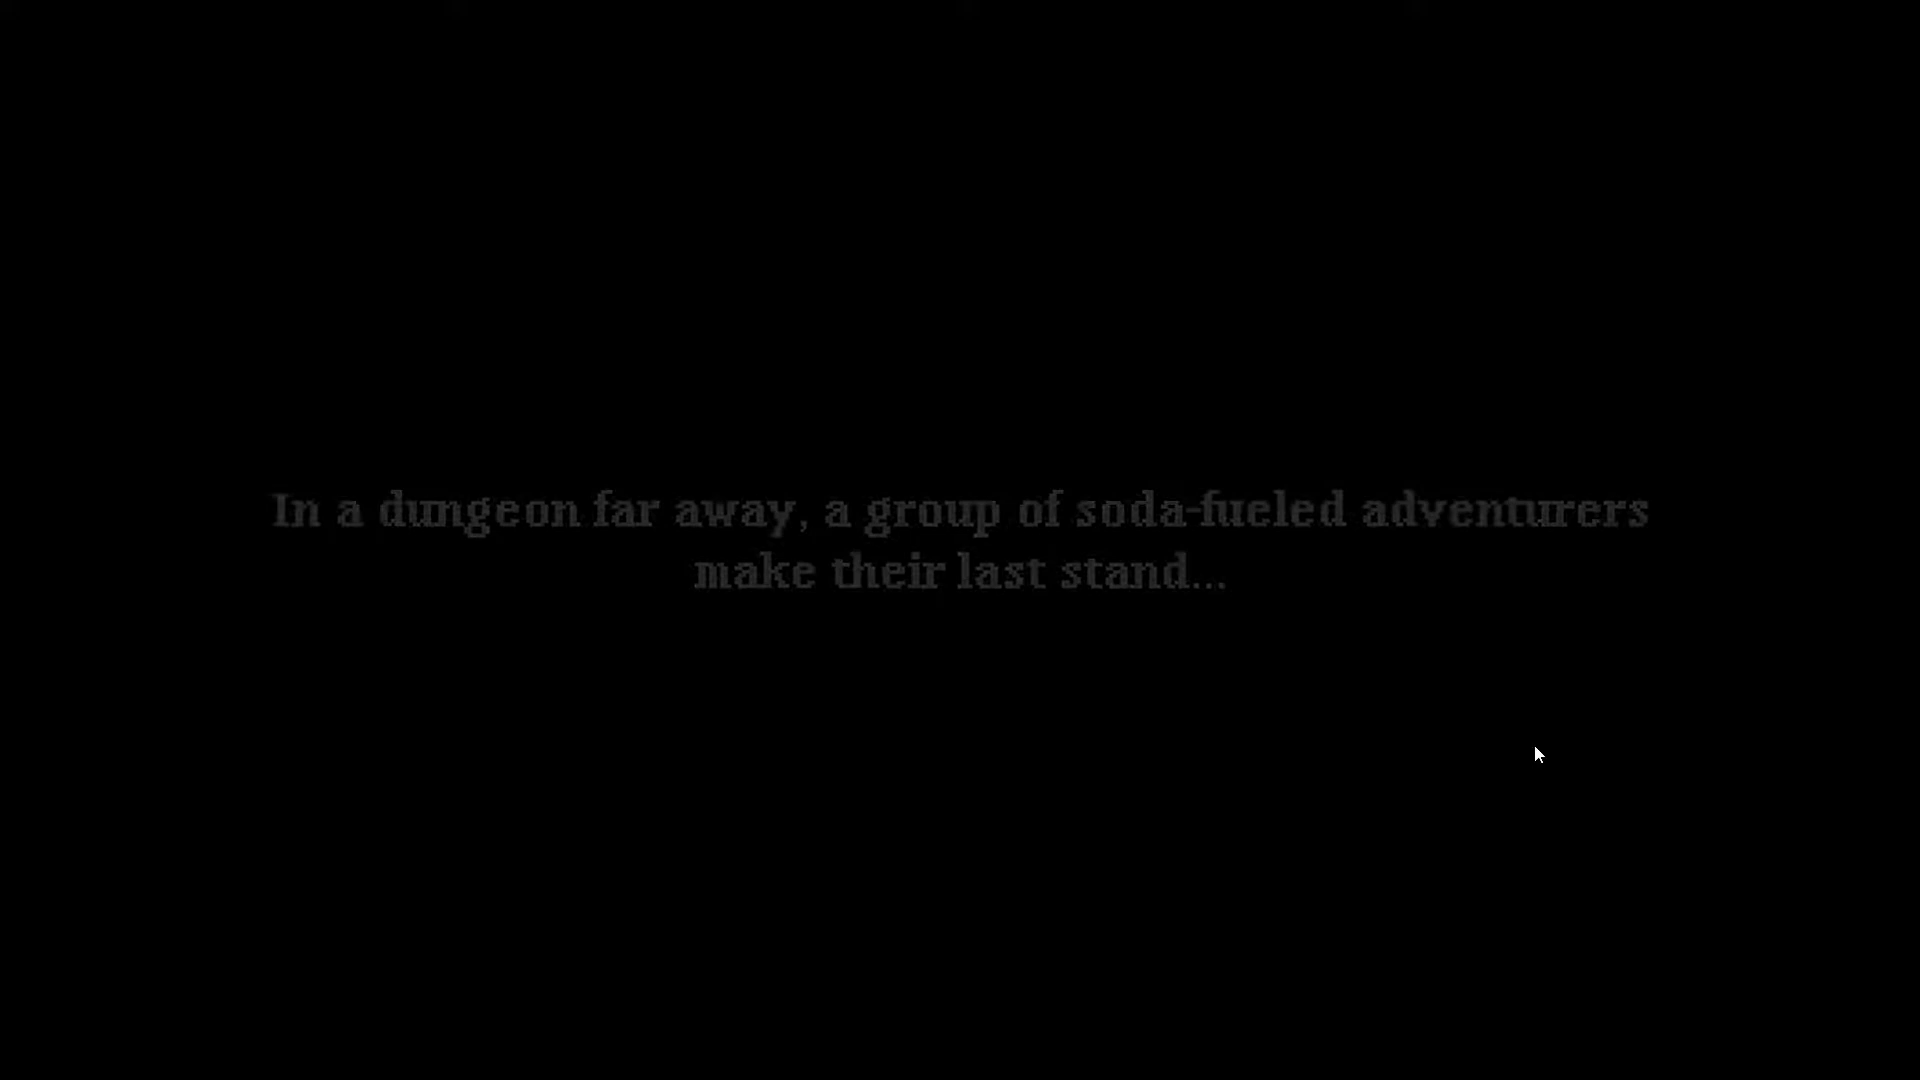 In a dungeon far away, a group of soda-fueled adventurers
make their last stand...